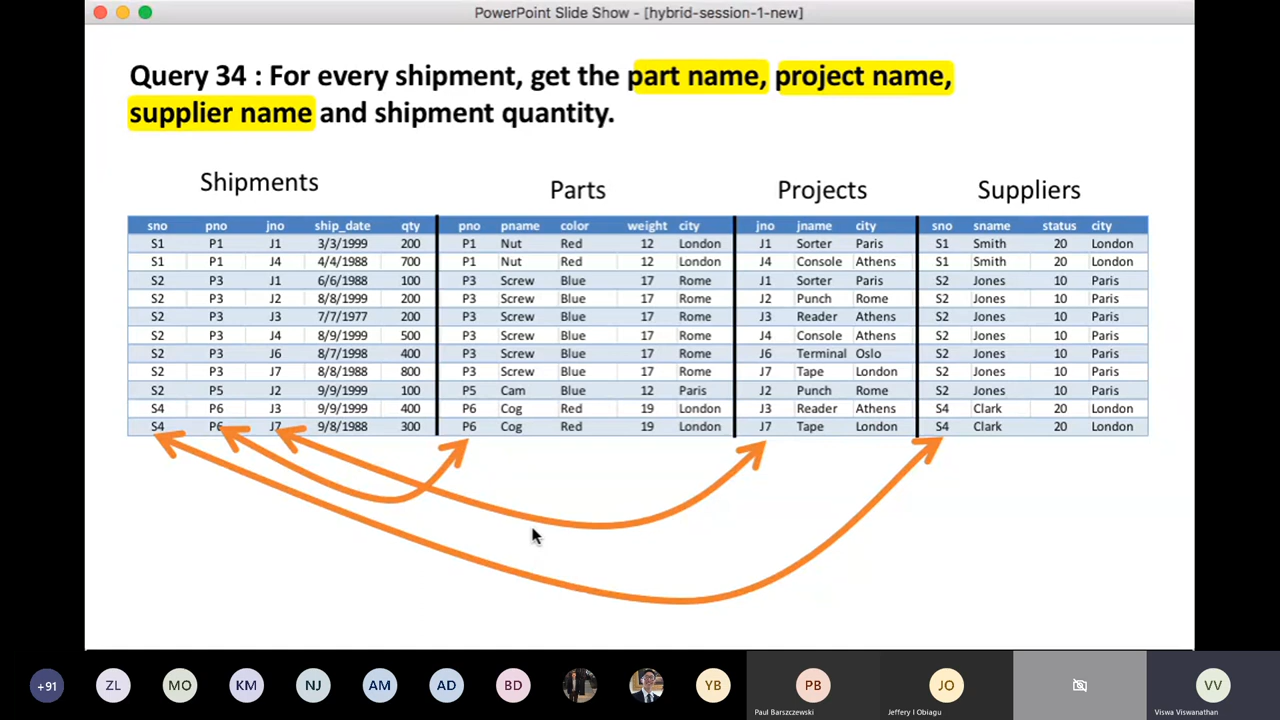 PowerPoint Slide Show - [hybrid-session-1-new]
Query 34 : For every shipment, get the part name, project name,
supplier name and shipment quantity.
Shipments Parts Projects Suppliers
sno pno jno ship_date qty pno pname color weight city jno jname city sno sname status city
S1 P1 J1 3/3/1999 200 P1 Nut Red 12 London J1 Sorter Paris S1 Smith 20 London
S1 P1 J4 4/4/1988 700 P1 Nut Red 12 London J4 Console Athens S1 Smith 20 London
S2 P3 J1 6/6/1988 100 P3 Screw Blue 17 Rome J1 Sorter Paris S2 Jones 10 Paris
S2 P3 J2 8/8/1999 200 P3 Screw Blue 17 Rome J2 Punch Rome S2 Jones 10 Paris
S2 P3 J3 7/7/1977 200 P3 Screw Blue 17 Rome J3 Reader Athens S2 Jones 10 Paris
S2 P3 J4 8/9/1999 500 P3 Screw Blue 17 Rome J4 Console Athens S2 Jones 10 Paris
S2 P3 J6 8/7/1998 400 P3 Screw Blue 17 Rome J6 Terminal Oslo S2 Jones 10 Paris
S2 P3 J7 8/8/1988 800 P3 Screw Blue 17 Rome J7 Tape London S2 Jones 10 Paris
S2 P5 J2 9/9/1999 100 P5 Cam Blue 12 Paris J2 Punch Rome S2 Jones 10 Paris
S4 P6 J3 9/9/1999 400 P6 Cog Red 19 London J3 Reader Athens S4 Clark 20 London
S4 P6 J7 9/8/1988 300 P6 Cog Red 19 London J7 Tape London S4 Clark 20 London
+91 ZL MO KM NJ AM AD BD YB PB JO VV
Paul Barszczewski Jeffery I Obiagu Viswa Viswanathan